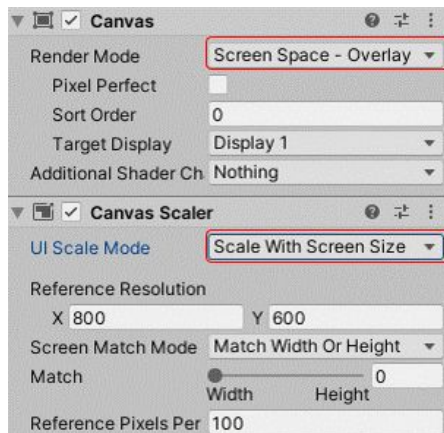 Canvas
Render Mode Screen Space - Overlay
Pixel Perfect
Sort Order 0
Target Display Display 1
Additional Shader Ch Nothing
Canvas Scaler
UI Scale Mode Scale With Screen Size
Reference Resolution
X 800 Y 600
Screen Match Mode Match Width Or Height
Match 0
Width Height
Reference Pixels Per 100